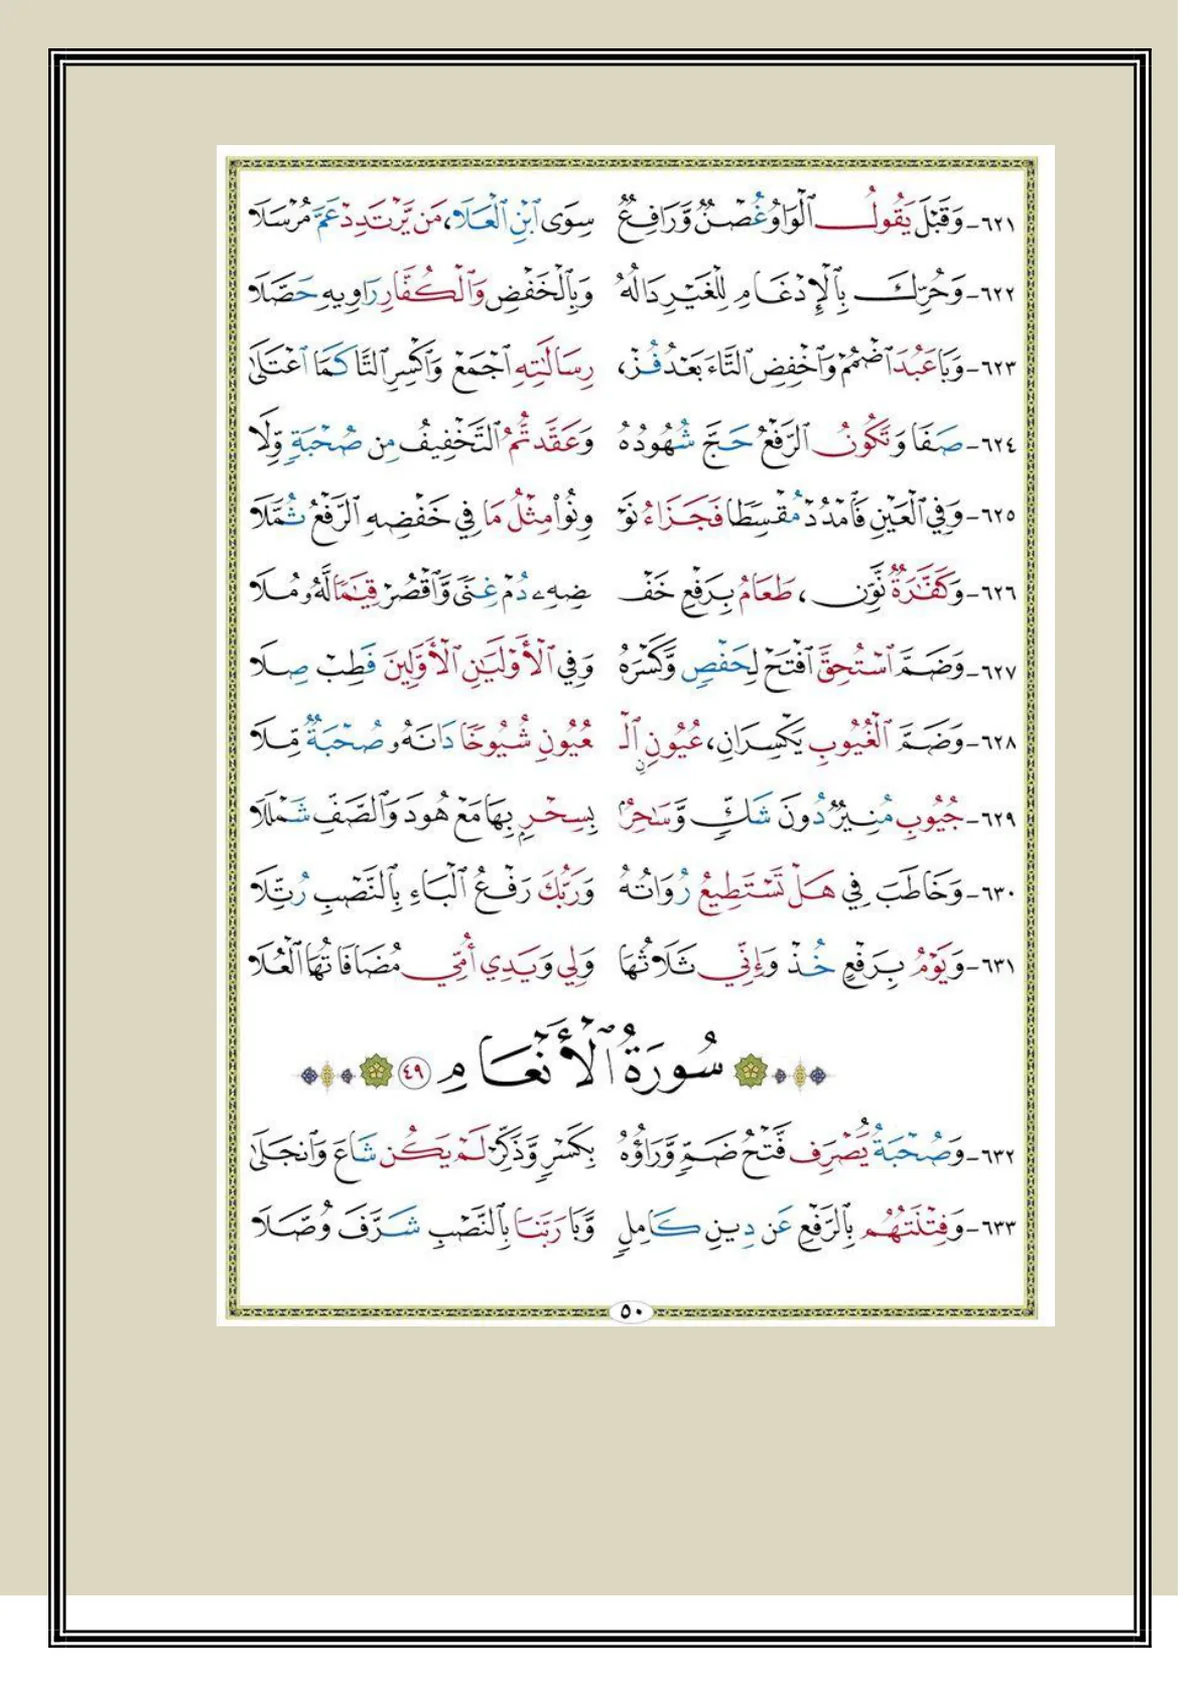 ٦٢١- وَقَبْلَ يَقُولُ الْوَاوُ غُصْنٌ وَّرَافِعٌ سِوَى ابْنِ الْعَلَا، مَن يَّرْتَدِدْ عَمَّ مُرْسَلَا
٦٢٢- وَحُرِّكَ بِالْإِدْغَامِ لِلْغَيْرِ دَالُهُ وَبِالْخَفْضِ وَالْكُفَّارِ رَاوِيهِ حَصَّلَا
٦٢٣- وَبَا عَبُدَ اضْمُمْ وَاخْفِضِ التَّاءَ بَعْدُ فُزْ، رِسَالَتِهِ اجْمَعْ وَاكْسِرِ التَّا كَمَا اعْتَلَىٰ
٦٢٤- صَفَا وَتَكُونُ الرَّفْعُ حَجَّ شُهُودُهُ وَعَقَّدتُّمُ التَّخْفِيفُ مِن صُحْبَةٍ وِّلَا
٦٢٥- وَفِي الْعَيْنِ فَامْدُدْ مُقْسِطًا فَجَزَاءُ نَوْ وِنُوا مِثْلُ مَا فِي خَفْضِهِ الرَّفْعُ ثُمَّلَا
٦٢٦- وَكَفَّارَةٌ نَّوِّن، طَعَامُ بِرَفْعِ خَفْ ضِهِ دُمْ غِنًى وَّاقْصُرْ قِيَامًا لَّهُ مُلَا
٦٢٧- وَضَمَّ اسْتُحِقَّ افْتَحْ لِحَفْصٍ وَّكَسْرَهُ وَفِي الْأَوْلَيَانِ الْأَوَّلِينَ فَطِبْ صِلَا
٦٢٨- وَضَمَّ الْغُيُوبِ يَكْسِرَانِ، عُيُونِ الْـ عُيُونِ شُيُوخًا دَانَهُ صُحْبَةٌ مِّلَا
٦٢٩- جُيُوبِ مُنِيرٌ دُونَ شَكٍّ وَّسَاحِرٌ بِسِحْرٌ بِهَا مَعْ هُودَ وَالصَّفِّ شَمْلَلَا
٦٣٠- وَخَاطَبَ فِي هَلْ تَسْتَطِيعُ رُوَاتُهُ وَرَبُّكَ رَفْعُ الْبَاءِ بِالنَّصْبِ رُتِّلَا
٦٣١- وَيَوْمُ بِرَفْعٍ خُذْ وَإِنِّي ثَلَاثُهَا وَلِي وَيَدِي أُمِّي مُضَافَاتُهَا الْعُلَا
سُورَةُ الْأَنْعَامِ ٤٩
٦٣٢- وَصُحْبَةُ يُصْرَفْ فَتْحُ ضَمٍّ وَّرَاؤُهُ بِكَسْرٍ وَّذَكِّرْ لَمْ يَكُن شَاعَ وَانجَلَىٰ
٦٣٣- وَفِتْنَتُهُم بِالرَّفْعِ عَن دِينِ كَامِلٍ وَّبَا رَبَّنَا بِالنَّصْبِ شَرَّفَ وُصَّلَا
٥٠